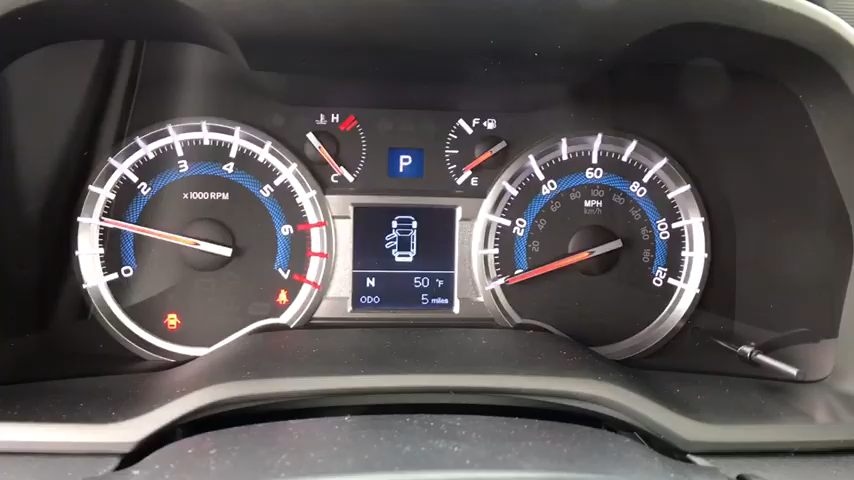 0 1 2 3 4 5 6 7
x1000 RPM
H
C
P
F
E
N 50 °F
ODO 5 miles
0 20 40 60 80 100 120
MPH
km/h
20 40 60 80 100 120 140 160 180